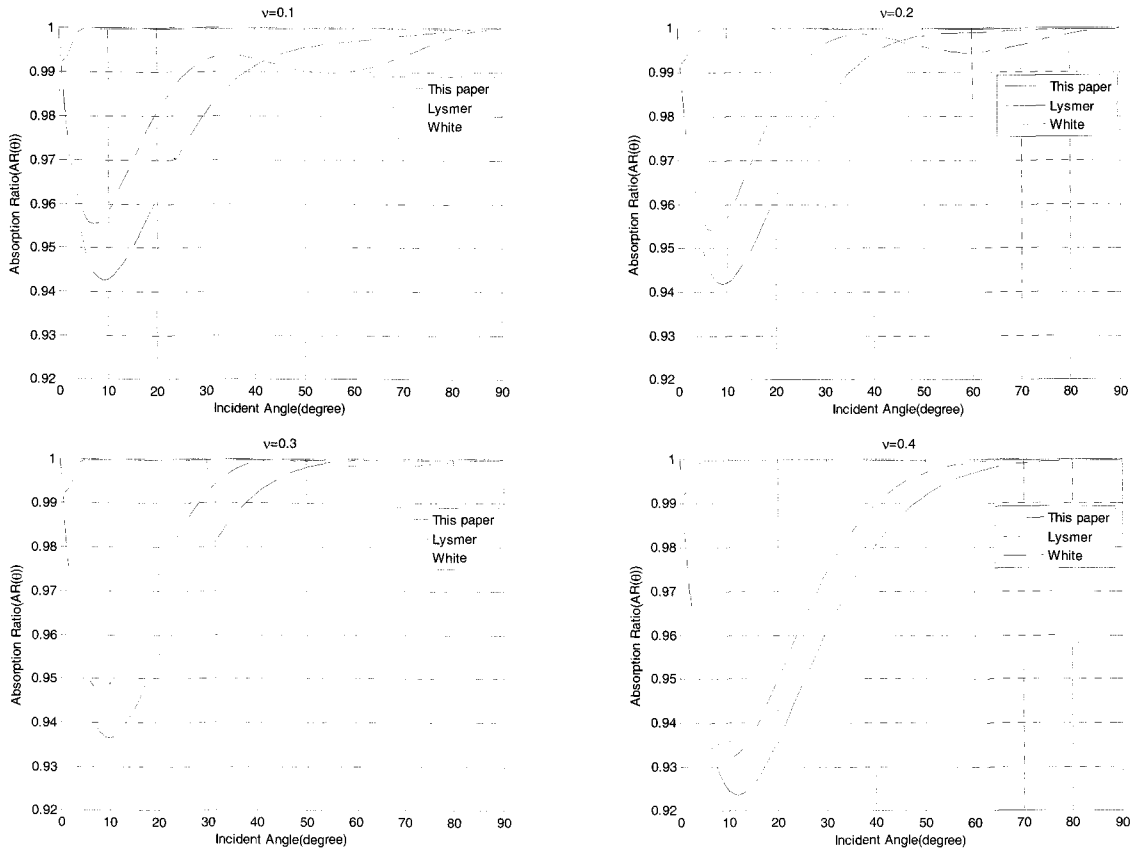 ν=0.1
1
0.99
0.98
0.97
0.96
0.95
0.94
0.93
0.92
Absorption Ratio(AR(θ))
0 10 20 30 40 50 60 70 80 90
Incident Angle(degree)
This paper
Lysmer
White
ν=0.2
1
0.99
0.98
0.97
0.96
0.95
0.94
0.93
0.92
Absorption Ratio(AR(θ))
0 10 20 30 40 50 60 70 80 90
Incident Angle(degree)
This paper
Lysmer
White
ν=0.3
1
0.99
0.98
0.97
0.96
0.95
0.94
0.93
0.92
Absorption Ratio(AR(θ))
0 10 20 30 40 50 60 70 80 90
Incident Angle(degree)
This paper
Lysmer
White
ν=0.4
1
0.99
0.98
0.97
0.96
0.95
0.94
0.93
0.92
Absorption Ratio(AR(θ))
0 10 20 30 40 50 60 70 80 90
Incident Angle(degree)
This paper
Lysmer
White